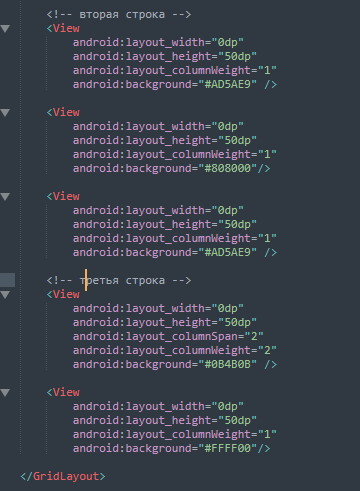 <!-- вторая строка -->
<View
android:layout_width="0dp"
android:layout_height="50dp"
android:layout_columnWeight="1"
android:background="#AD5AE9" />
<View
android:layout_width="0dp"
android:layout_height="50dp"
android:layout_columnWeight="1"
android:background="#808000"/>
<View
android:layout_width="0dp"
android:layout_height="50dp"
android:layout_columnWeight="1"
android:background="#AD5AE9" />
<!-- третья строка -->
<View
android:layout_width="0dp"
android:layout_height="50dp"
android:layout_columnSpan="2"
android:layout_columnWeight="2"
android:background="#0B4B0B" />
<View
android:layout_width="0dp"
android:layout_height="50dp"
android:layout_columnWeight="1"
android:background="#FFFF00"/>
</GridLayout>